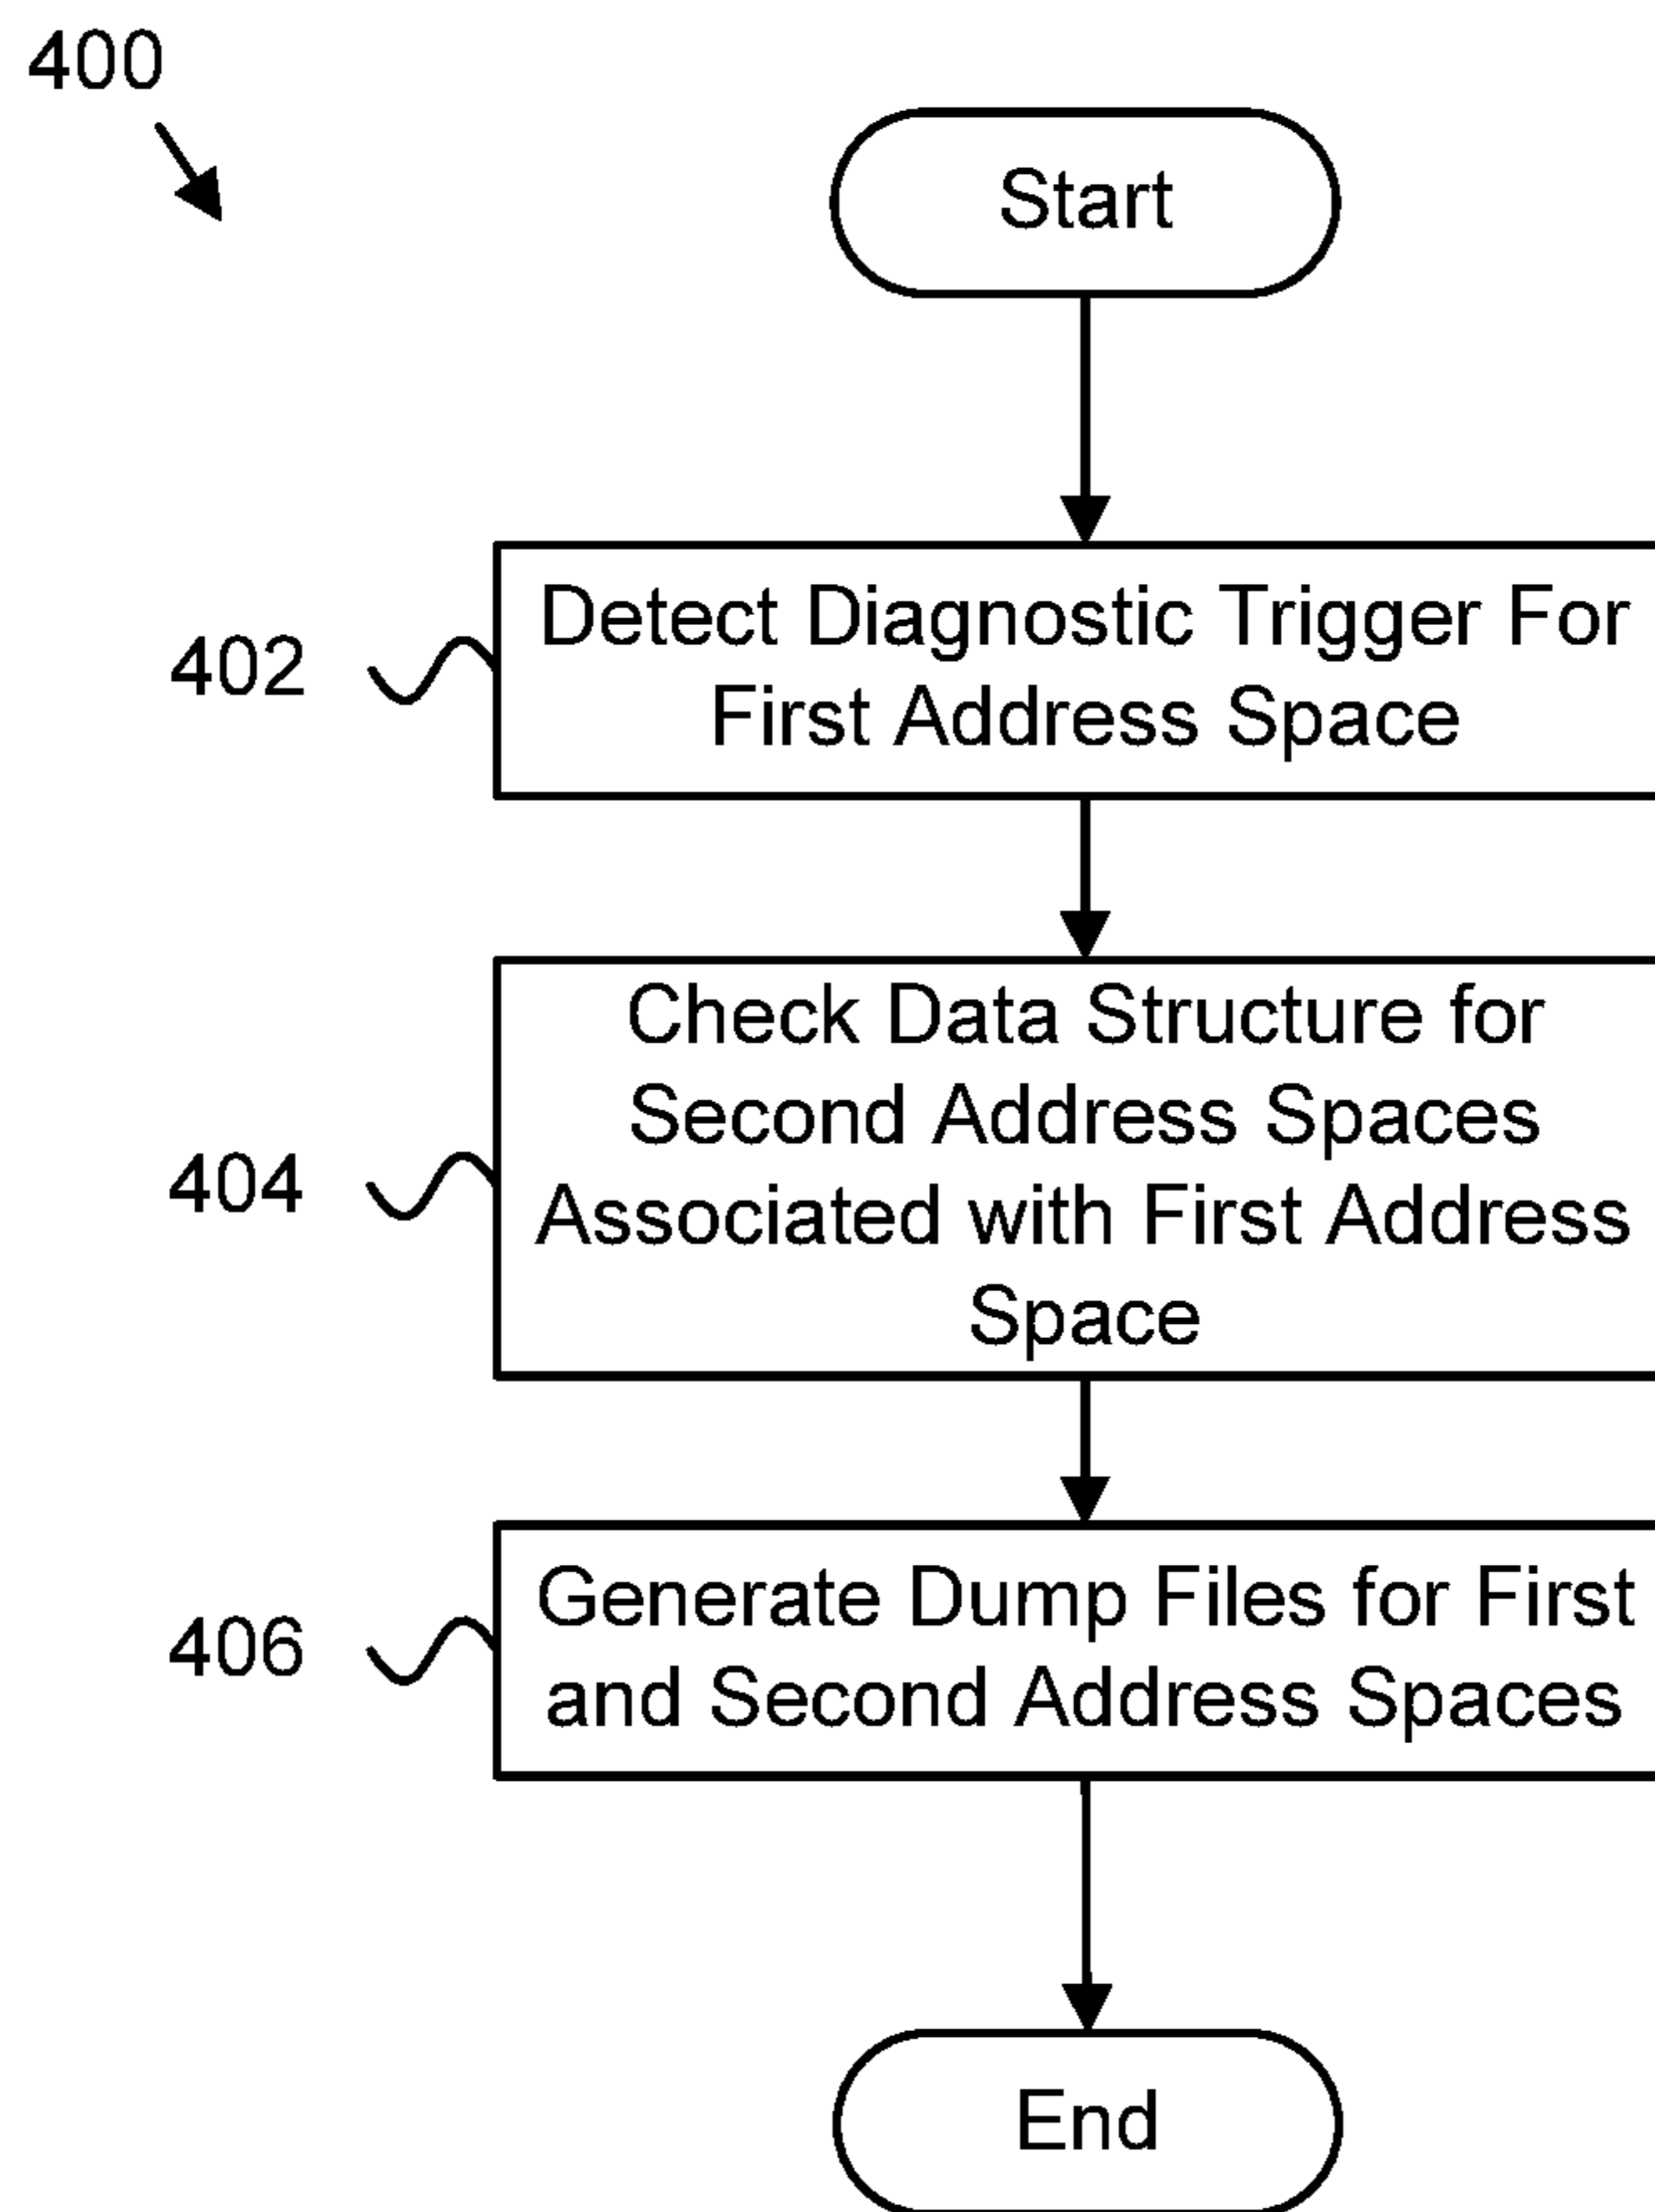 400
Start
402
Detect Diagnostic Trigger For
First Address Space
404
Check Data Structure for
Second Address Spaces
Associated with First Address
Space
406
Generate Dump Files for First
and Second Address Spaces
End